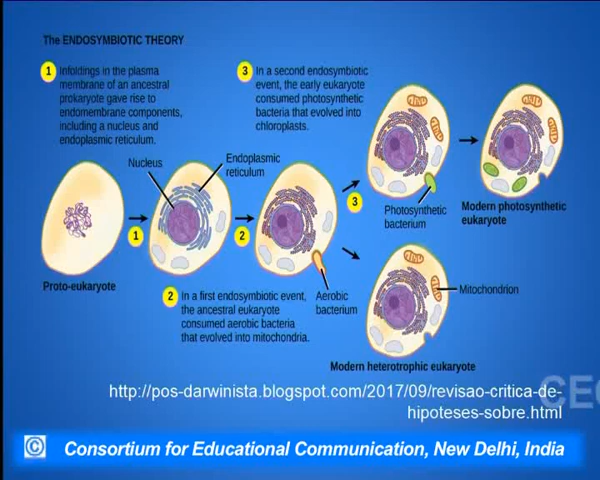 The ENDOSYMBIOTIC THEORY
1 Infoldings in the plasma
membrane of an ancestral
prokaryote gave rise to
endomembrane components,
including a nucleus and
endoplasmic reticulum.
3 In a second endosymbiotic
event, the early eukaryote
consumed photosynthetic
bacteria that evolved into
chloroplasts.
Nucleus
Endoplasmic
reticulum
1
2
3
Photosynthetic
bacterium
Modern photosynthetic
eukaryote
Proto-eukaryote
2 In a first endosymbiotic event,
the ancestral eukaryote
consumed aerobic bacteria
that evolved into mitochondria.
Aerobic
bacterium
Mitochondrion
Modern heterotrophic eukaryote
CEC
http://pos-darwinista.blogspot.com/2017/09/revisao-critica-de-
hipoteses-sobre.html
© Consortium for Educational Communication, New Delhi, India